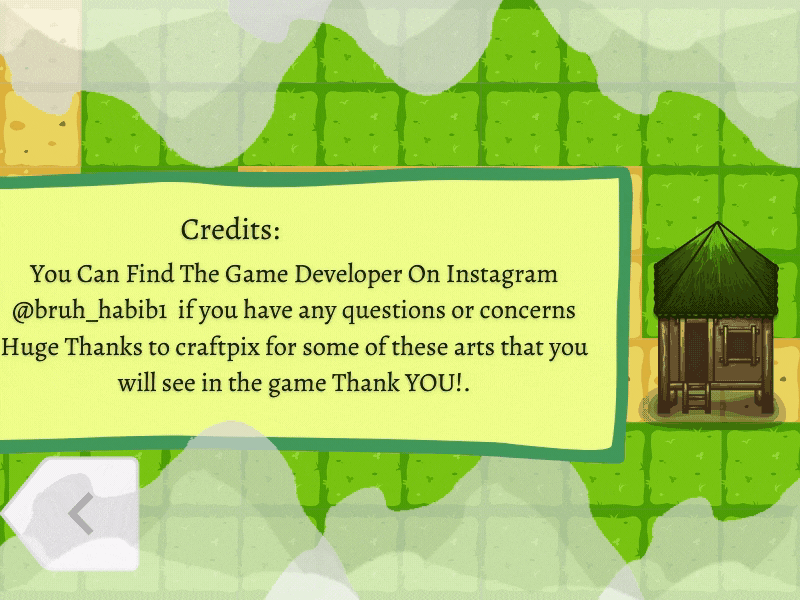 Credits:
You Can Find The Game Developer On Instagram
@bruh_habib1 if you have any questions or concerns
Huge Thanks to craftpix for some of these arts that you
will see in the game Thank YOU!.